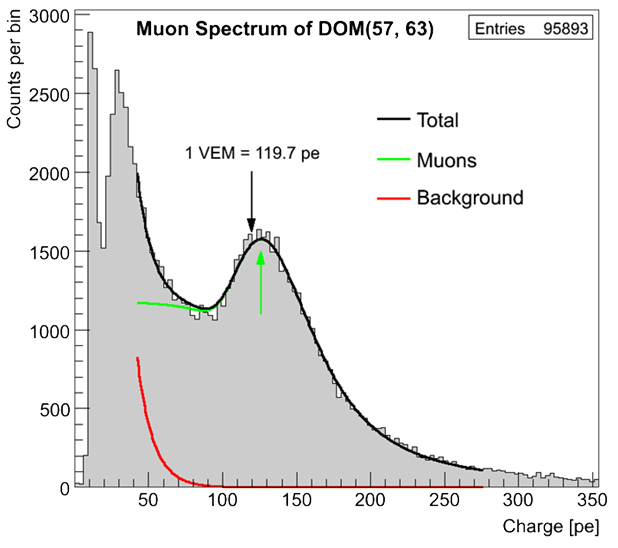 Muon Spectrum of DOM(57, 63)
Entries 95893
Counts per bin
3000
2500
2000
1500
1000
500
0
1 VEM = 119.7 pe
Total
Muons
Background
50 100 150 200 250 300 350
Charge [pe]